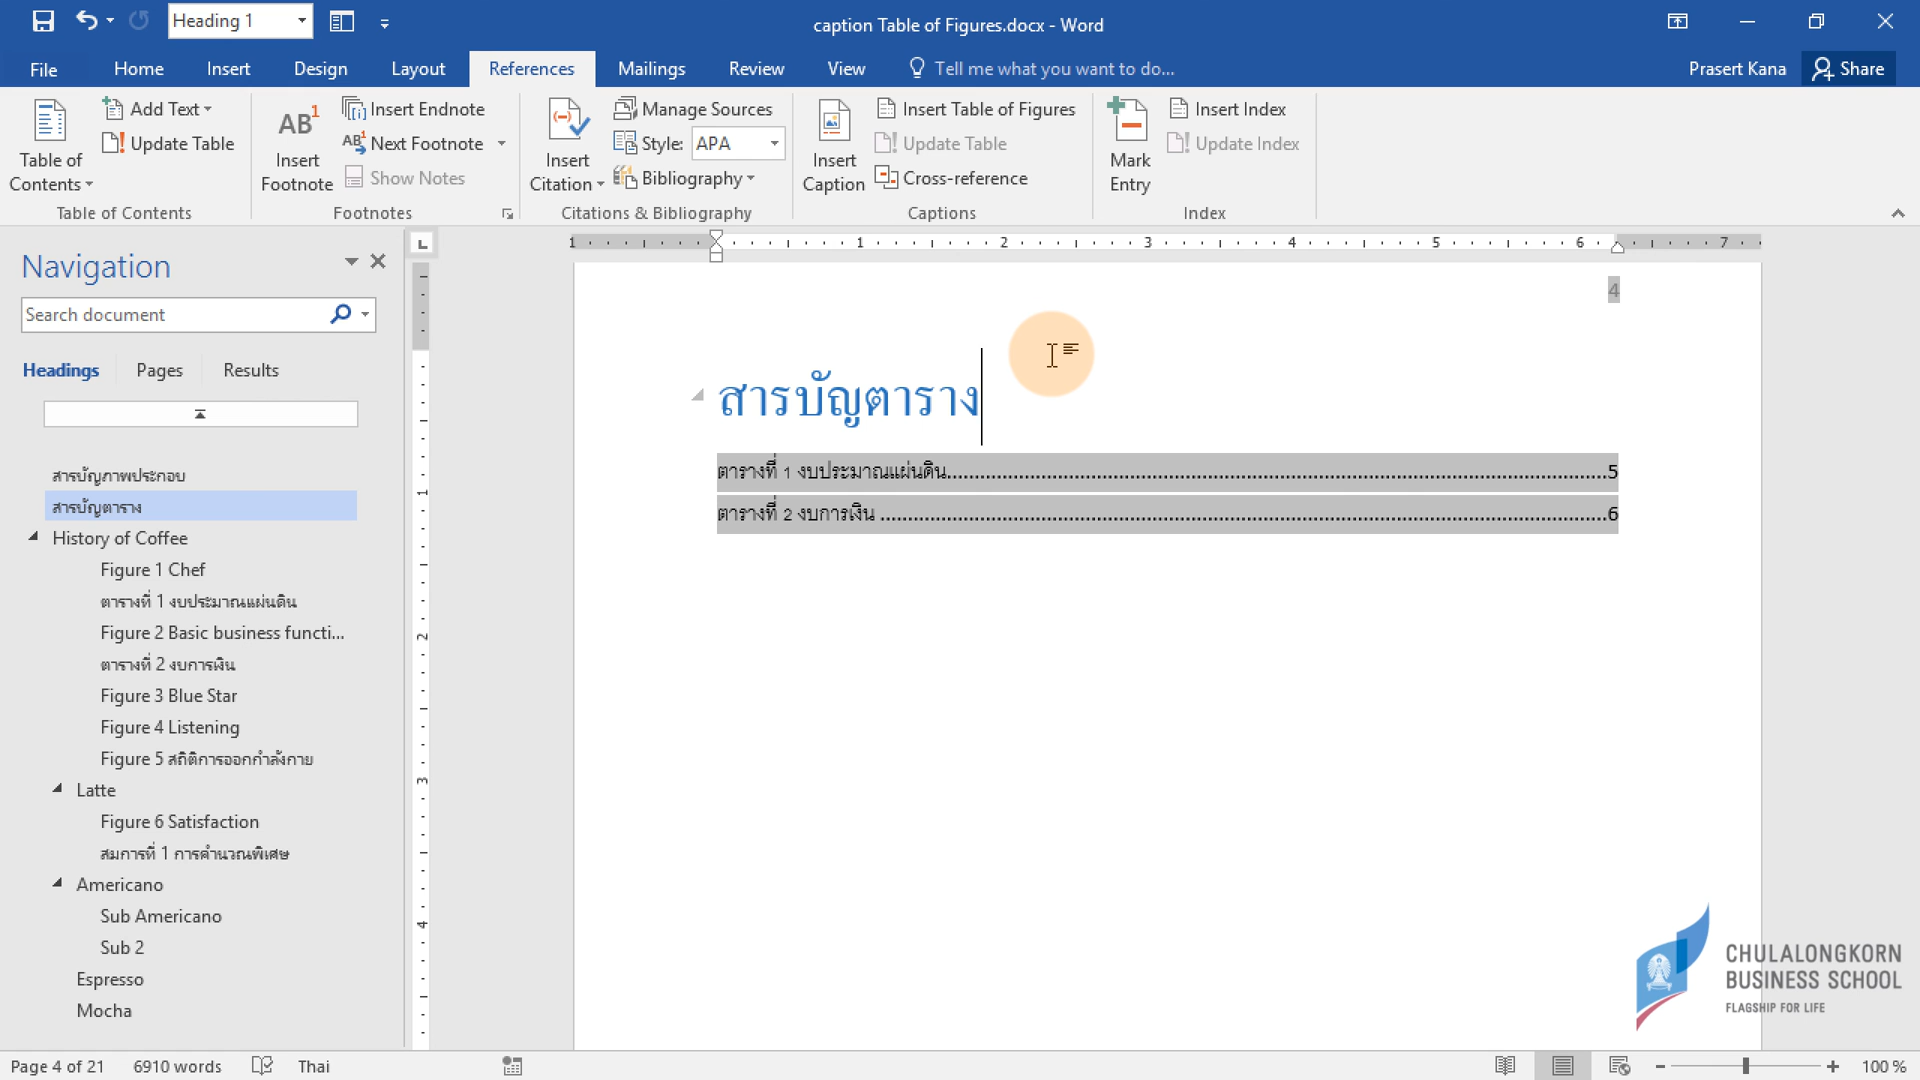 Heading 1
caption Table of Figures.docx - Word
File Home Insert Design Layout References Mailings Review View Tell me what you want to do... Prasert Kana Share
Table of Contents
Add Text
Update Table
Table of Contents
AB1 Insert Footnote
Insert Endnote
Next Footnote
Show Notes
Footnotes
Insert Citation
Manage Sources
Style: APA
Bibliography
Citations & Bibliography
Insert Caption
Insert Table of Figures
Update Table
Cross-reference
Captions
Mark Entry
Insert Index
Update Index
Index
Navigation
Search document
Headings Pages Results
สารบัญภาพประกอบ
สารบัญตาราง
History of Coffee
Figure 1 Chef
ตารางที่ 1 งบประมาณแผ่นดิน
Figure 2 Basic business functi...
ตารางที่ 2 งบการเงิน
Figure 3 Blue Star
Figure 4 Listening
Figure 5 สถิติการออกกำลังกาย
Latte
Figure 6 Satisfaction
สมการที่ 1 การคำนวณพิเศษ
Americano
Sub Americano
Sub 2
Espresso
Mocha
L
1 1 2 3 4 5 6 7
1
2
3
4
4
สารบัญตาราง
ตารางที่ 1 งบประมาณแผ่นดิน.....5
ตารางที่ 2 งบการเงิน .....6
CHULALONGKORN
BUSINESS SCHOOL
FLAGSHIP FOR LIFE
Page 4 of 21 6910 words Thai 100 %